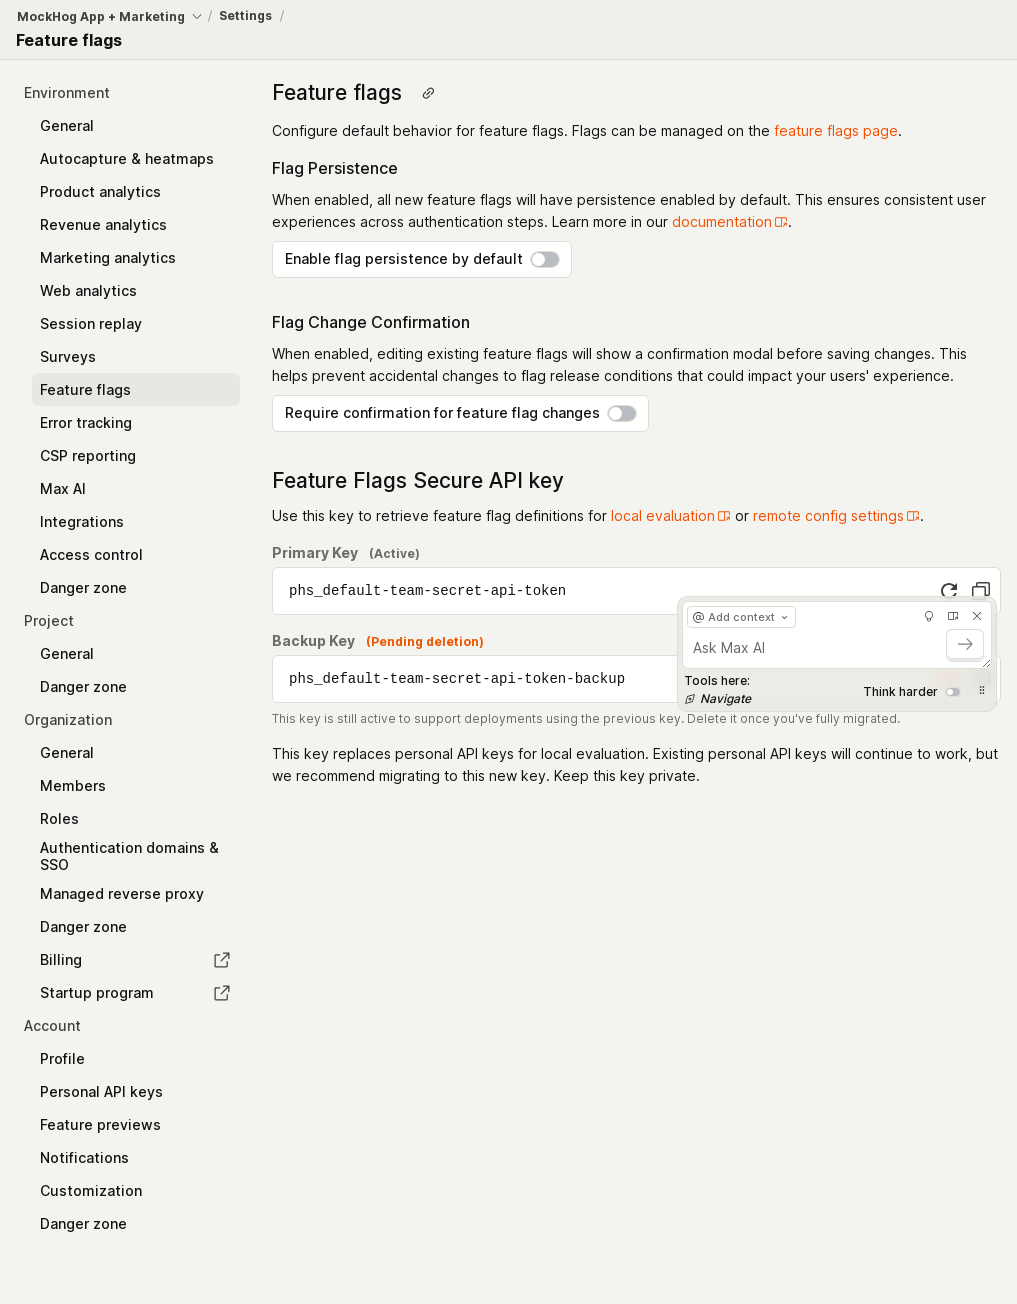 MockHog App + Marketing / Settings /
Feature flags
Environment
General
Autocapture & heatmaps
Product analytics
Revenue analytics
Marketing analytics
Web analytics
Session replay
Surveys
Feature flags
Error tracking
CSP reporting
Max AI
Integrations
Access control
Danger zone
Project
General
Danger zone
Organization
General
Members
Roles
Authentication domains &
SSO
Managed reverse proxy
Danger zone
Billing
Startup program
Account
Profile
Personal API keys
Feature previews
Notifications
Customization
Danger zone
Feature flags
Configure default behavior for feature flags. Flags can be managed on the feature flags page.
Flag Persistence
When enabled, all new feature flags will have persistence enabled by default. This ensures consistent user
experiences across authentication steps. Learn more in our documentation.
Enable flag persistence by default
Flag Change Confirmation
When enabled, editing existing feature flags will show a confirmation modal before saving changes. This
helps prevent accidental changes to flag release conditions that could impact your users' experience.
Require confirmation for feature flag changes
Feature Flags Secure API key
Use this key to retrieve feature flag definitions for local evaluation or remote config settings.
Primary Key (Active)
phs_default-team-secret-api-token
Backup Key (Pending deletion)
phs_default-team-secret-api-token-backup
This key is still active to support deployments using the previous key. Delete it once you've fully migrated.
This key replaces personal API keys for local evaluation. Existing personal API keys will continue to work, but
we recommend migrating to this new key. Keep this key private.
@ Add context
Ask Max AI
Tools here:
Navigate
Think harder